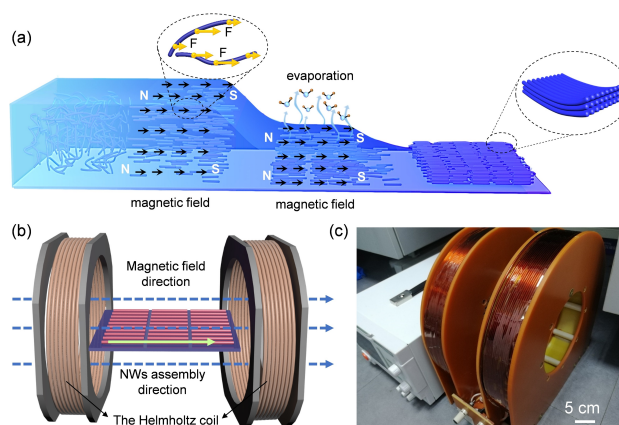 (a)
F
F
F
evaporation
N
S
N
S
N
S
N
S
magnetic field
magnetic field
(b)
Magnetic field
direction
NWs assembly
direction
The Helmholtz coil
(c)
5 cm